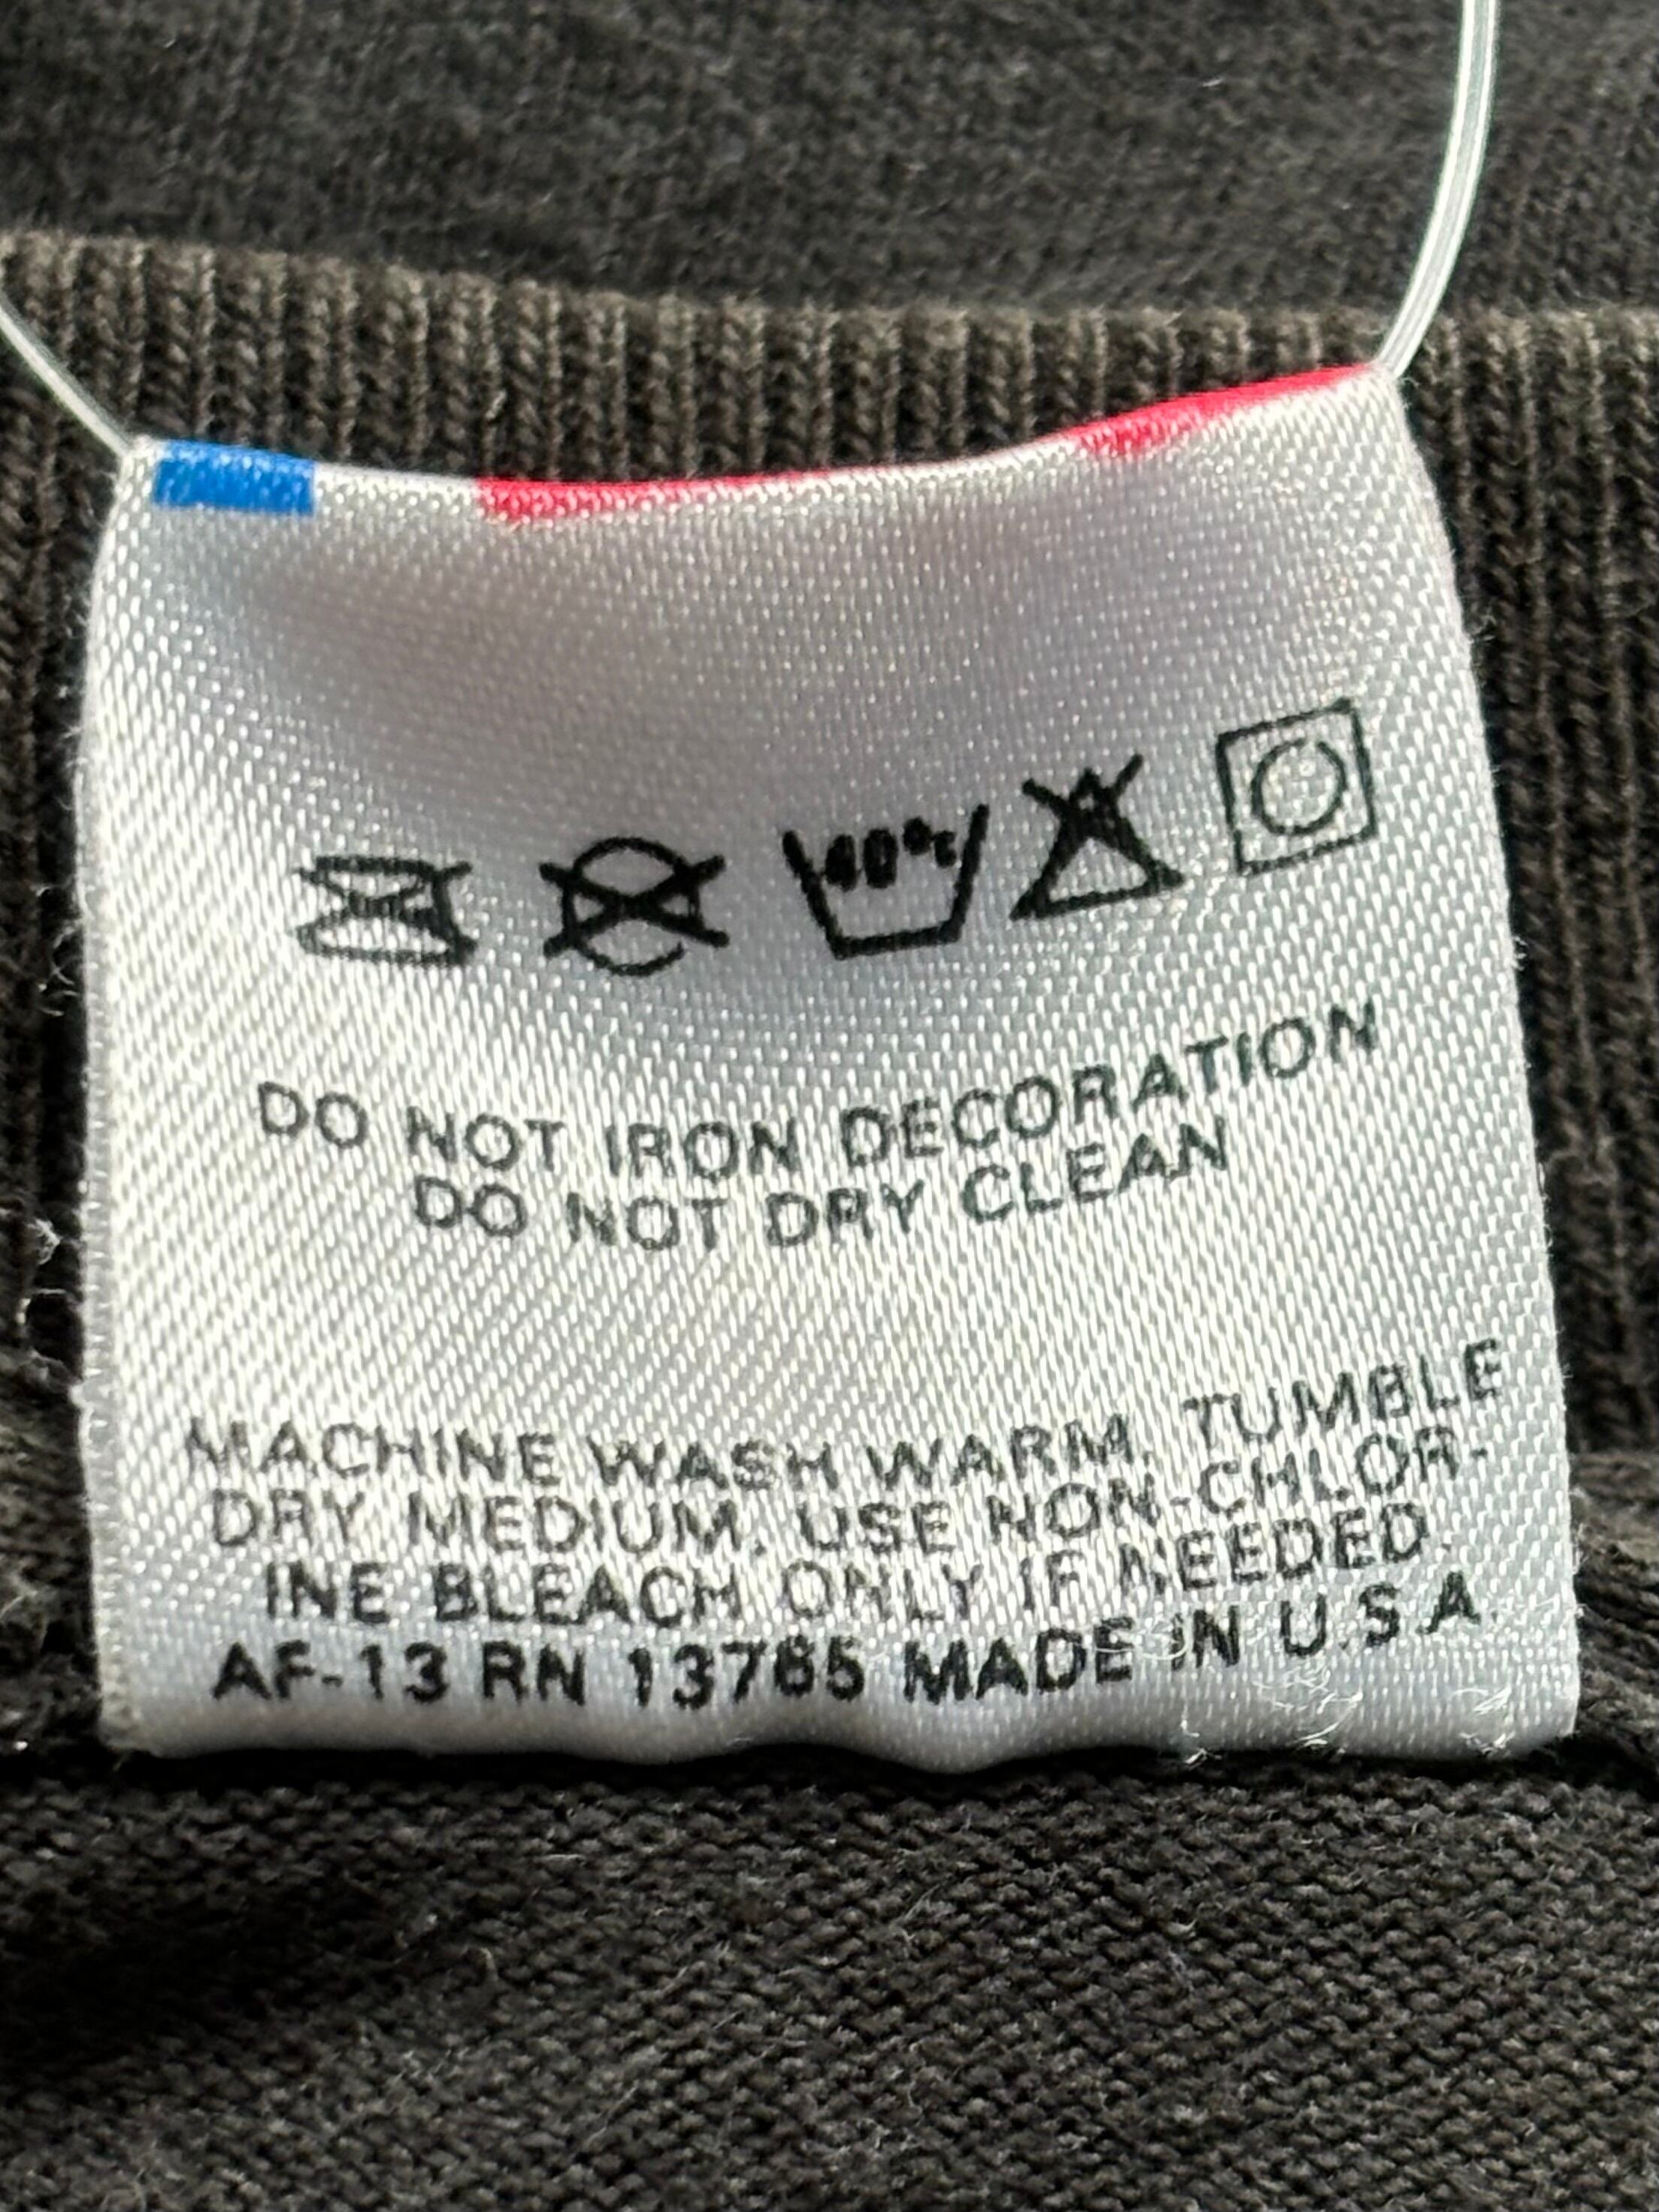 40°C
DO NOT IRON DECORATION
DO NOT DRY CLEAN
MACHINE WASH WARM, TUMBLE
DRY MEDIUM. USE NON-CHLOR-
INE BLEACH ONLY IF NEEDED.
AF-13 RN 13765 MADE IN U.S.A.